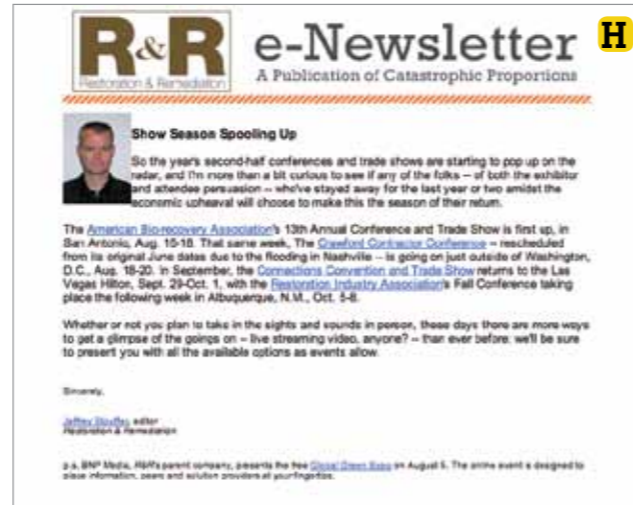 R&R
e-Newsletter
H
Restoration & Remediation
A Publication of Catastrophic Proportions
Show Season Spooling Up
So the year's second-half conferences and trade shows are starting to pop up on the
radar, and I'm more than a bit curious to see if any of the folks – of both the exhibitor
and attendee persuasion – who've stayed away for the last year or two amidst the
economic upheaval will choose to make this the season of their return.
The American Bio-recovery Association's 13th Annual Conference and Trade Show is first up, in
San Antonio, Aug. 15-18. That same week, The Crawford Contractor Conference – rescheduled
from its original June dates due to the flooding in Nashville – is going on just outside of Washington,
D.C., Aug. 18-20. In September, the Connections Convention and Trade Show returns to the Las
Vegas Hilton, Sept. 29-Oct. 1, with the Restoration Industry Association's Fall Conference taking
place the following week in Albuquerque, N.M., Oct. 5-8.
Whether or not you plan to take in the sights and sounds in person, these days there are more ways
to get a glimpse of the goings on – live streaming video, anyone? – than ever before; we'll be sure
to present you with all the available options as events allow.
Sincerely,
Jeffrey Stouffer, editor
Restoration & Remediation
p.s. BNP Media, R&R's parent company, presents the free Global Green Expo on August 5. The online event is designed to
place information, peers and solution providers at your fingertips.